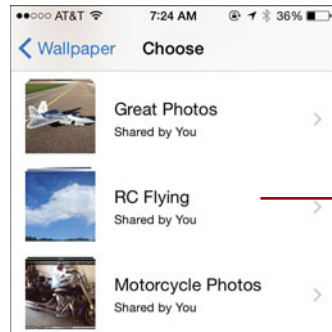 AT&T 7:24 AM 36%
Wallpaper Choose
Great Photos
Shared by You
RC Flying
Shared by You
Motorcycle Photos
Shared by You